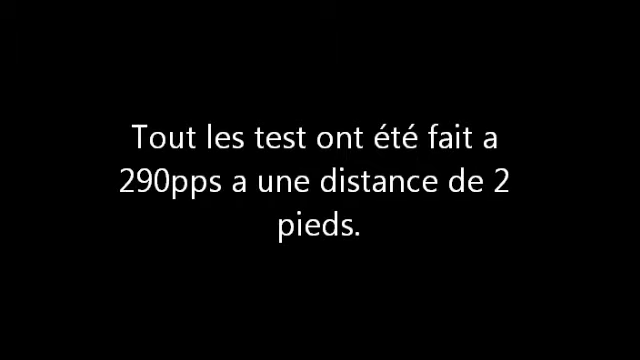 Tout les test ont été fait a
290pps a une distance de 2
pieds.